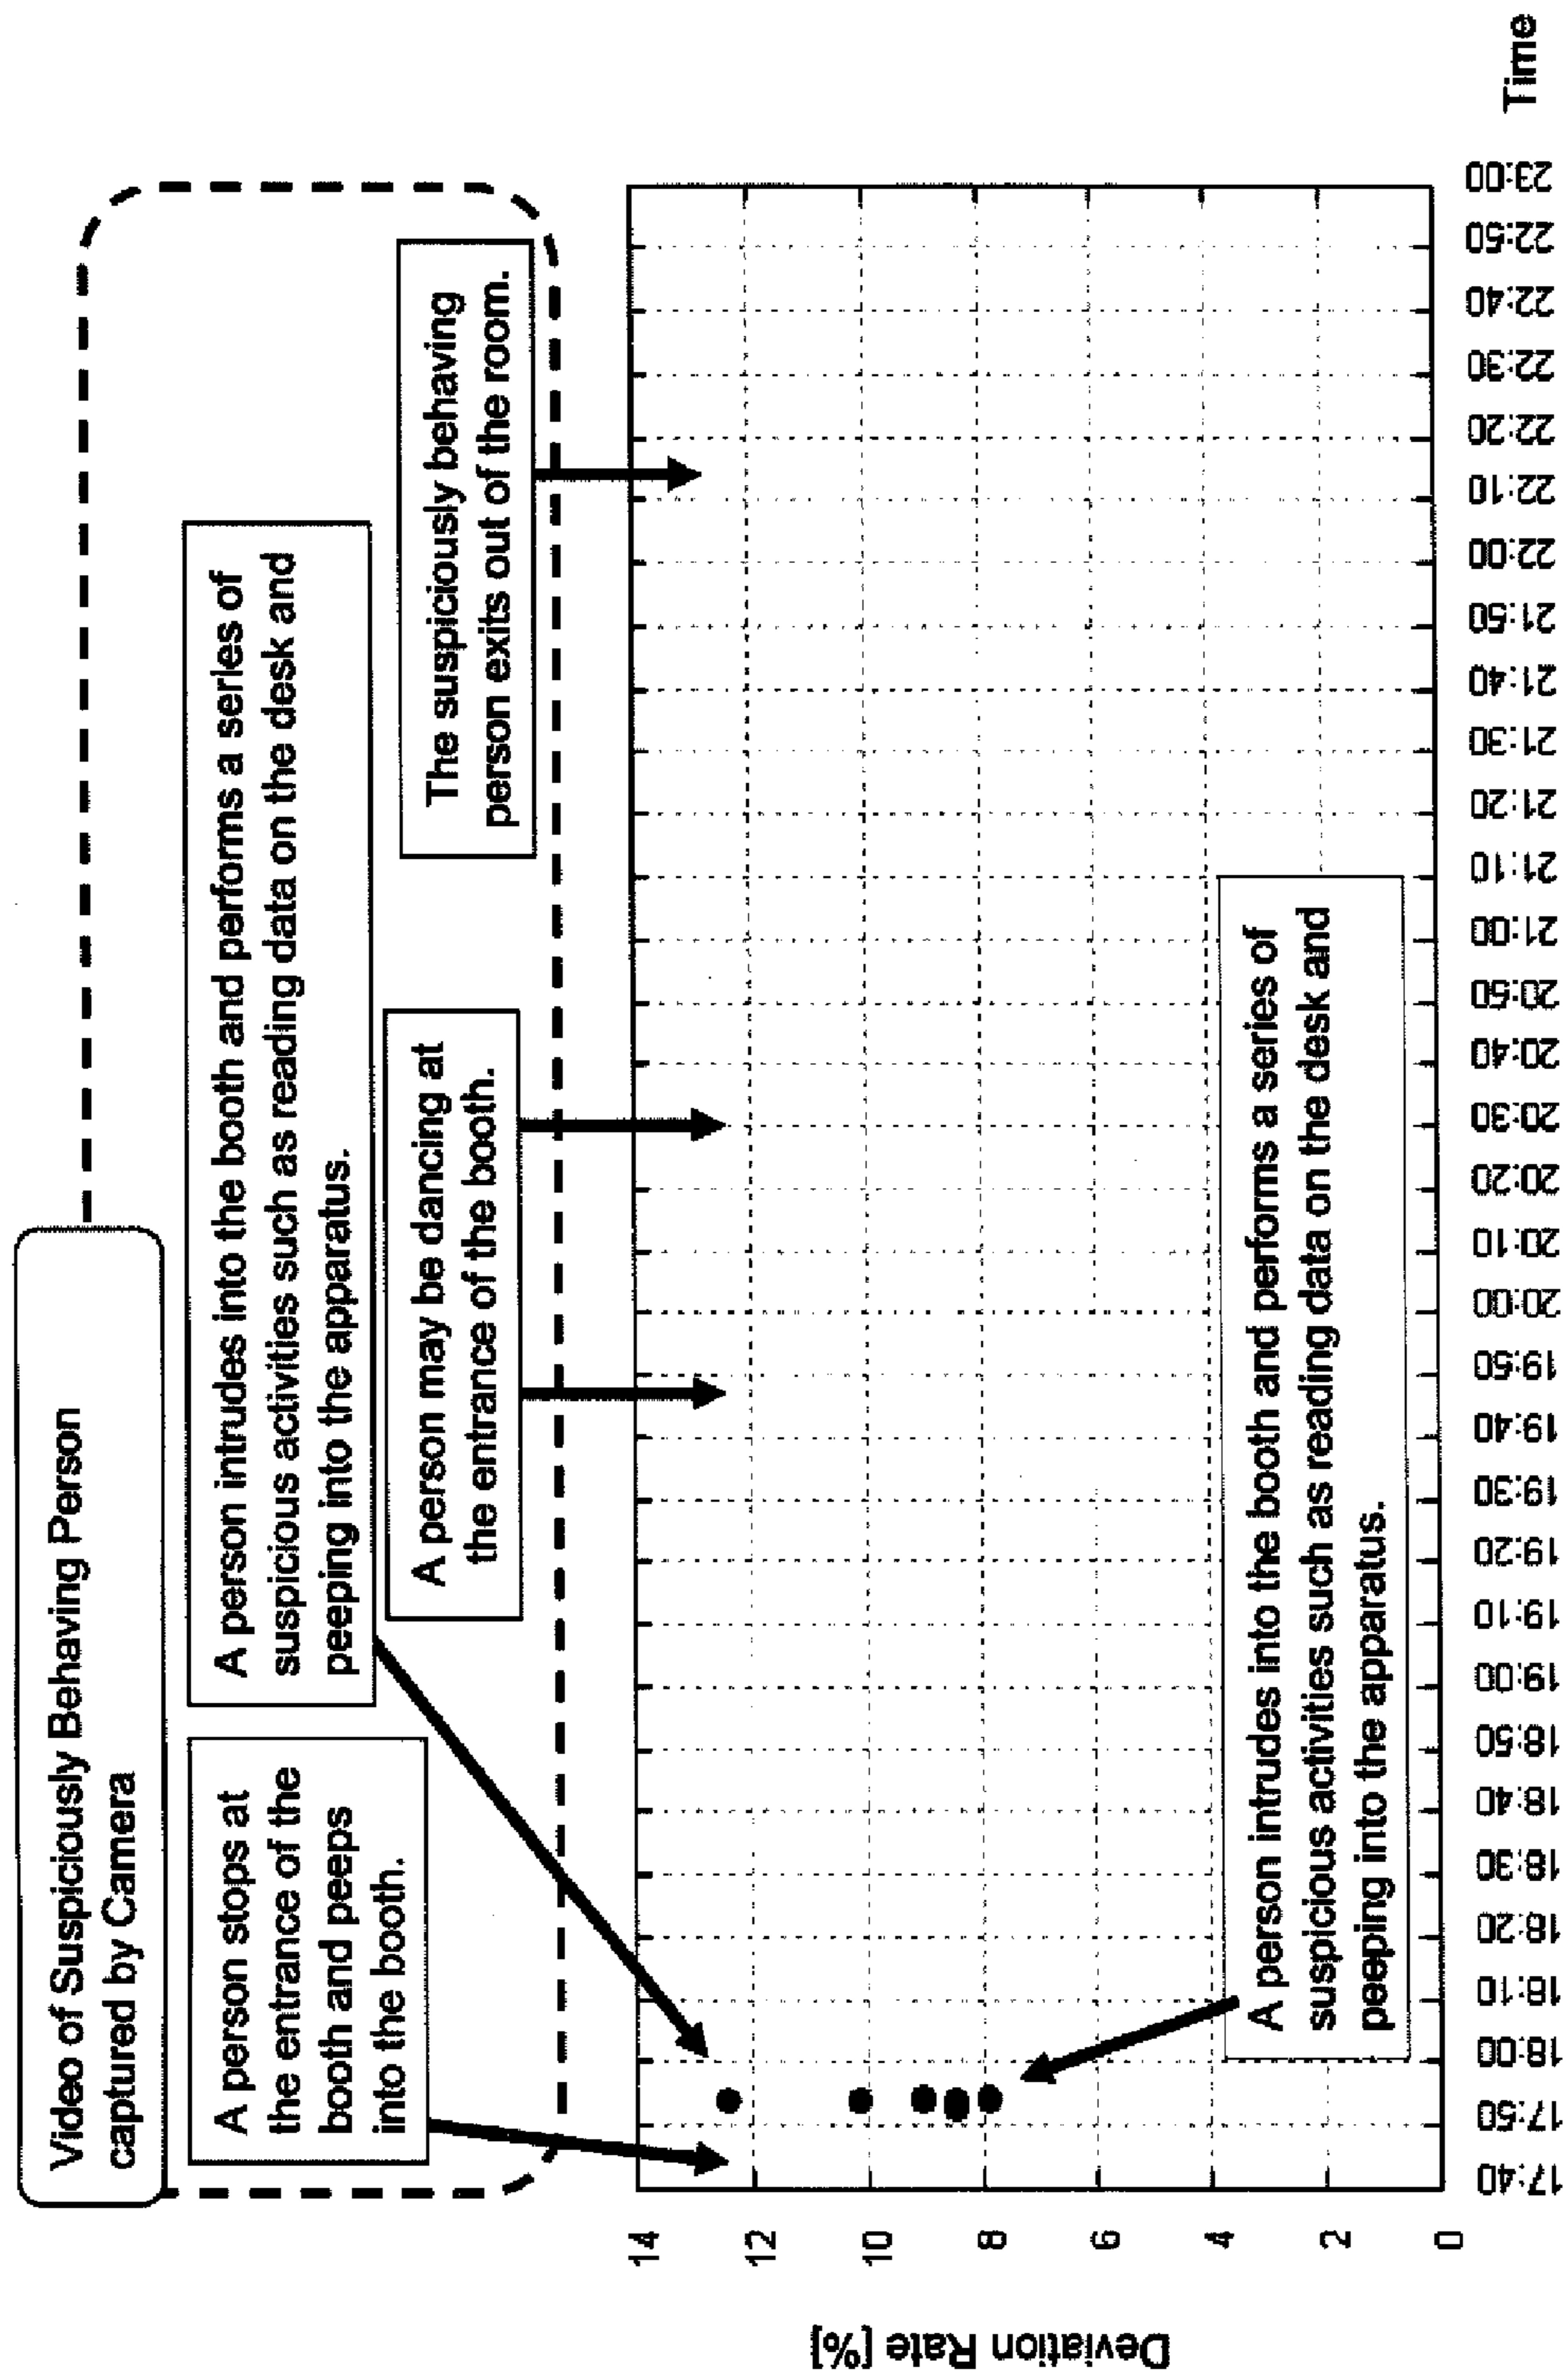 Video of Suspiciously Behaving Person
captured by Camera
A person stops at
the entrance of the
booth and peeps
into the booth.
A person intrudes into the booth and performs a series of
suspicious activities such as reading data on the desk and
peeping into the apparatus.
A person may be dancing at
the entrance of the booth.
The suspiciously behaving
person exits out of the room.
Deviation Rate [%]
14
12
10
8
6
4
2
0
A person intrudes into the booth and performs a series of
suspicious activities such as reading data on the desk and
peeping into the apparatus.
17:40
17:50
18:00
18:10
18:20
18:30
18:40
18:50
19:00
19:10
19:20
19:30
19:40
19:50
20:00
20:10
20:20
20:30
20:40
20:50
21:00
21:10
21:20
21:30
21:40
21:50
22:00
22:10
22:20
22:30
22:40
22:50
23:00
Time